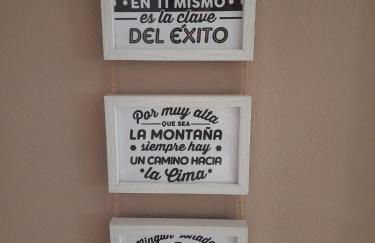 EN TI MISMO
es la clave
DEL ÉXITO
Por muy alta
QUE SEA
LA MONTAÑA
siempre hay
UN CAMINO HACIA
la Cima
Ningún